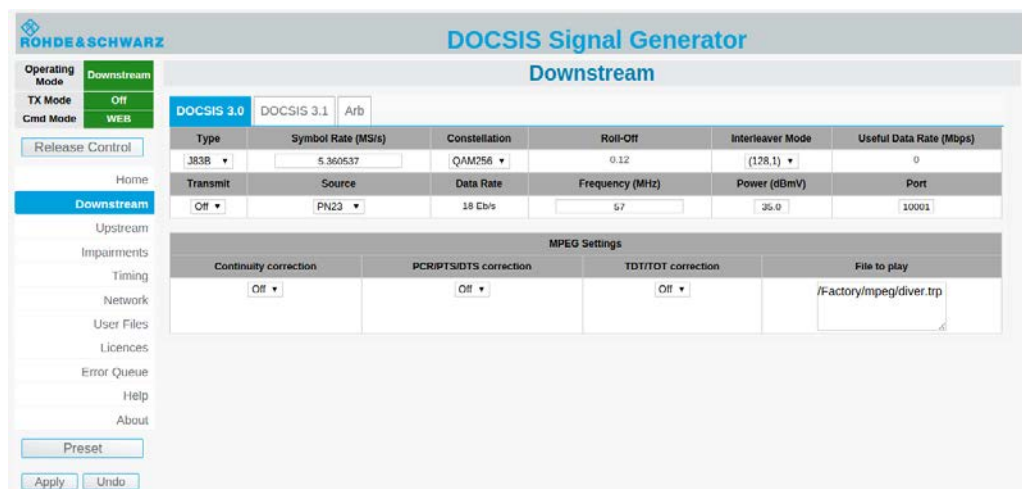 ROHDE&SCHWARZ
DOCSIS Signal Generator
Operating Mode Downstream
TX Mode Off
Cmd Mode WEB
Release Control
Home
Downstream
Upstream
Impairments
Timing
Network
User Files
Licences
Error Queue
Help
About
Preset
Apply Undo
Downstream
DOCSIS 3.0 DOCSIS 3.1 Arb
Type Symbol Rate (MS/s) Constellation Roll-Off Interleaver Mode Useful Data Rate (Mbps)
J83B 5.360537 QAM256 0.12 (128,1) 0
Transmit Source Data Rate Frequency (MHz) Power (dBmV) Port
Off PN23 18 Eb/s 57 35.0 10001
MPEG Settings
Continuity correction PCR/PTS/DTS correction TDT/TOT correction File to play
Off Off Off /Factory/mpeg/diver.trp